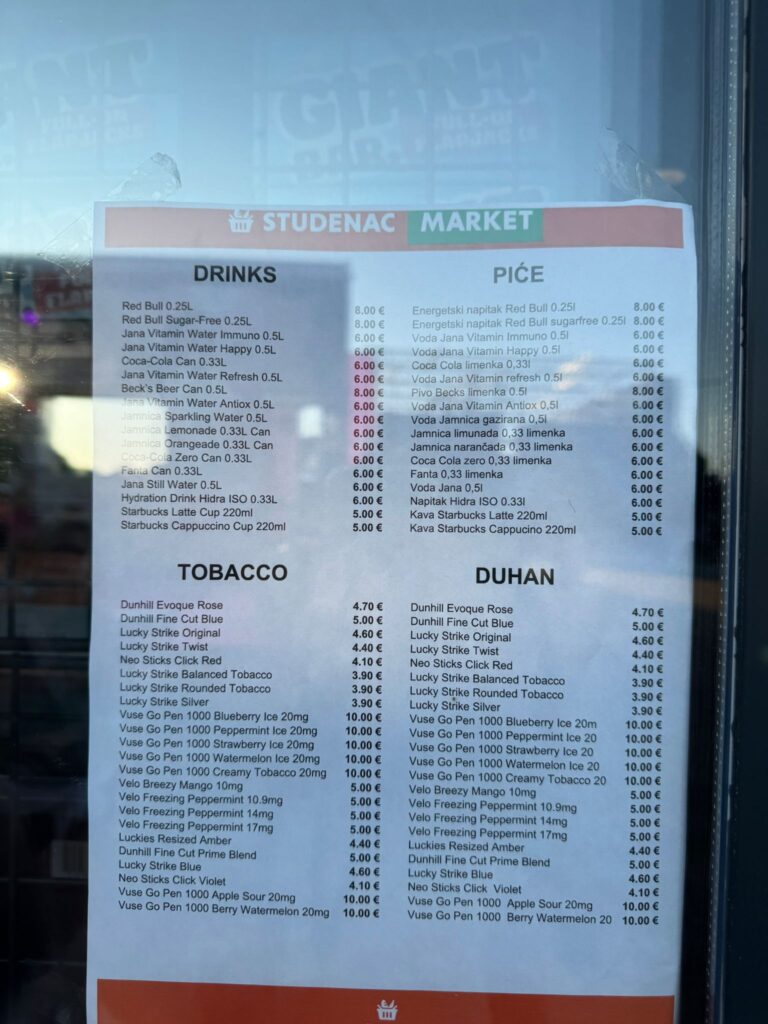 STUDENAC MARKET
DRINKS
Red Bull 0.25L 8.00 €
Red Bull Sugar-Free 0.25L 8.00 €
Jana Vitamin Water Immuno 0.5L 6.00 €
Jana Vitamin Water Happy 0.5L 6.00 €
Coca-Cola Can 0.33L 6.00 €
Jana Vitamin Water Refresh 0.5L 6.00 €
Beck's Beer Can 0.5L 8.00 €
Jana Vitamin Water Antiox 0.5L 6.00 €
Jamnica Sparkling Water 0.5L 6.00 €
Jamnica Lemonade 0.33L Can 6.00 €
Jamnica Orangeade 0.33L Can 6.00 €
Coca-Cola Zero Can 0.33L 6.00 €
Fanta Can 0.33L 6.00 €
Jana Still Water 0.5L 6.00 €
Hydration Drink Hidra ISO 0.33L 6.00 €
Starbucks Latte Cup 220ml 5.00 €
Starbucks Cappuccino Cup 220ml 5.00 €
PIĆE
Energetski napitak Red Bull 0.25l 8.00 €
Energetski napitak Red Bull sugarfree 0.25l 8.00 €
Voda Jana Vitamin Immuno 0.5l 6.00 €
Voda Jana Vitamin Happy 0.5l 6.00 €
Coca Cola limenka 0,33l 6.00 €
Voda Jana Vitamin refresh 0.5l 6.00 €
Pivo Becks limenka 0.5l 8.00 €
Voda Jana Vitamin Antiox 0,5l 6.00 €
Voda Jamnica gazirana 0,5l 6.00 €
Jamnica limunada 0,33 limenka 6.00 €
Jamnica narančada 0,33 limenka 6.00 €
Coca Cola zero 0,33 limenka 6.00 €
Fanta 0,33 limenka 6.00 €
Voda Jana 0,5l 6.00 €
Napitak Hidra ISO 0.33l 6.00 €
Kava Starbucks Latte 220ml 5.00 €
Kava Starbucks Cappucino 220ml 5.00 €
TOBACCO
Dunhill Evoque Rose 4.70 €
Dunhill Fine Cut Blue 5.00 €
Lucky Strike Original 4.60 €
Lucky Strike Twist 4.40 €
Neo Sticks Click Red 4.10 €
Lucky Strike Balanced Tobacco 3.90 €
Lucky Strike Rounded Tobacco 3.90 €
Lucky Strike Silver 3.90 €
Vuse Go Pen 1000 Blueberry Ice 20mg 10.00 €
Vuse Go Pen 1000 Peppermint Ice 20mg 10.00 €
Vuse Go Pen 1000 Strawberry Ice 20mg 10.00 €
Vuse Go Pen 1000 Watermelon Ice 20mg 10.00 €
Vuse Go Pen 1000 Creamy Tobacco 20mg 10.00 €
Velo Breezy Mango 10mg 5.00 €
Velo Freezing Peppermint 10.9mg 5.00 €
Velo Freezing Peppermint 14mg 5.00 €
Velo Freezing Peppermint 17mg 5.00 €
Luckies Resized Amber 4.40 €
Dunhill Fine Cut Prime Blend 5.00 €
Lucky Strike Blue 4.60 €
Neo Sticks Click Violet 4.10 €
Vuse Go Pen 1000 Apple Sour 20mg 10.00 €
Vuse Go Pen 1000 Berry Watermelon 20mg 10.00 €
DUHAN
Dunhill Evoque Rose 4.70 €
Dunhill Fine Cut Blue 5.00 €
Lucky Strike Original 4.60 €
Lucky Strike Twist 4.40 €
Neo Sticks Click Red 4.10 €
Lucky Strike Balanced Tobacco 3.90 €
Lucky Strike Rounded Tobacco 3.90 €
Lucky Strike Silver 3.90 €
Vuse Go Pen 1000 Blueberry Ice 20m 10.00 €
Vuse Go Pen 1000 Peppermint Ice 20 10.00 €
Vuse Go Pen 1000 Strawberry Ice 20 10.00 €
Vuse Go Pen 1000 Watermelon Ice 20 10.00 €
Vuse Go Pen 1000 Creamy Tobacco 20 10.00 €
Velo Breezy Mango 10mg 5.00 €
Velo Freezing Peppermint 10.9mg 5.00 €
Velo Freezing Peppermint 14mg 5.00 €
Velo Freezing Peppermint 17mg 5.00 €
Luckies Resized Amber 4.40 €
Dunhill Fine Cut Prime Blend 5.00 €
Lucky Strike Blue 4.60 €
Neo Sticks Click Violet 4.10 €
Vuse Go Pen 1000 Apple Sour 20mg 10.00 €
Vuse Go Pen 1000 Berry Watermelon 20 10.00 €